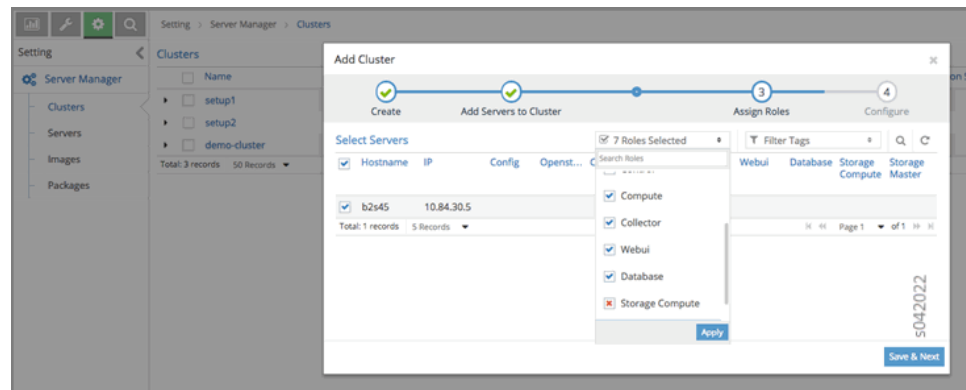 Setting > Server Manager > Clusters
Setting
Clusters
Server Manager
Name
Clusters
setup1
Servers
setup2
Images
demo-cluster
Packages
Total: 3 records 50 Records
Add Cluster
3
4
Create
Add Servers to Cluster
Assign Roles
Configure
Select Servers
7 Roles Selected
Filter Tags
Search Roles
Hostname IP Config Openst... Webui Database Storage Compute Storage Master
b2s45 10.84.30.5
Total: 1 records 5 Records
Page 1 of 1
Compute
Collector
Webui
Database
Storage Compute
Apply
Save & Next
s042022